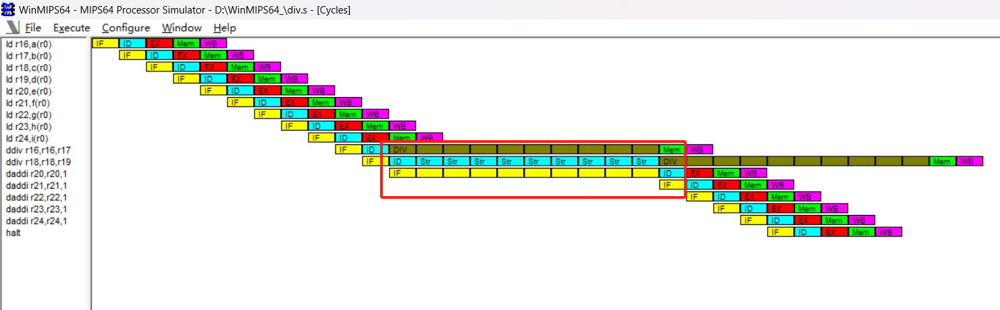 WinMIPS64 - MIPS64 Processor Simulator - D:\WinMIPS64_\div.s - [Cycles]
File Execute Configure Window Help
ld r16,a(r0) IF ID EX Mem WB
ld r17,b(r0) IF ID EX Mem WB
ld r18,c(r0) IF ID EX Mem WB
ld r19,d(r0) IF ID EX Mem WB
ld r20,e(r0) IF ID EX Mem WB
ld r21,f(r0) IF ID EX Mem WB
ld r22,g(r0) IF ID EX Mem WB
ld r23,h(r0) IF ID EX Mem WB
ld r24,i(r0) IF ID EX Mem WB
ddiv r16,r16,r17 IF ID DIV Mem WB
ddiv r18,r18,r19 IF ID Str Str Str Str Str Str Str Str Str DIV Mem WB
daddi r20,r20,1 IF ID EX Mem WB
daddi r21,r21,1 IF ID EX Mem WB
daddi r22,r22,1 IF ID EX Mem WB
daddi r23,r23,1 IF ID EX Mem WB
daddi r24,r24,1 IF ID EX Mem WB
halt IF ID EX Mem WB